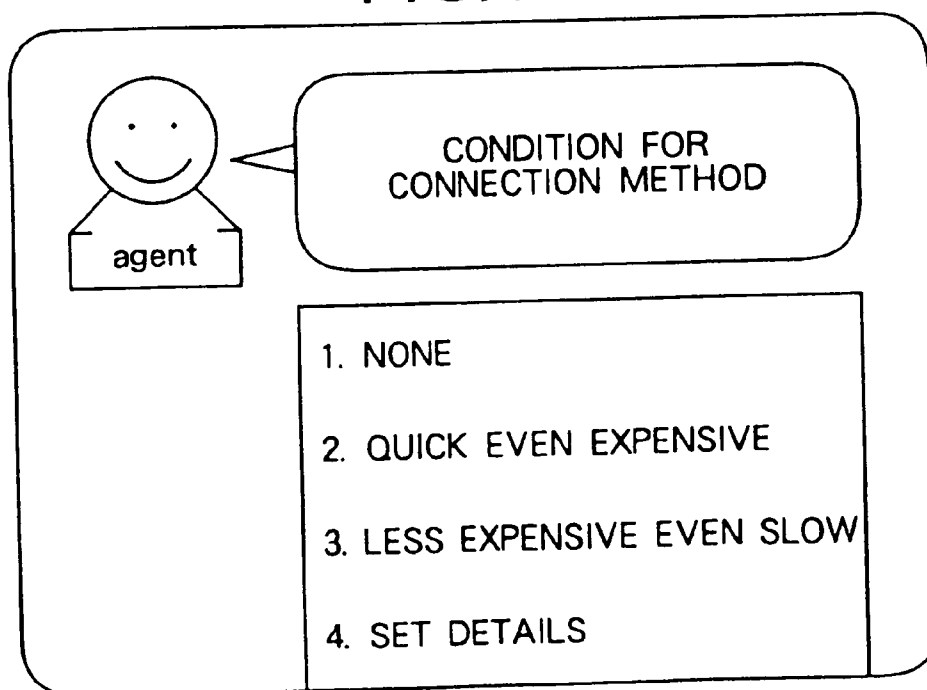 CONDITION FOR
CONNECTION METHOD
agent
1. NONE
2. QUICK EVEN EXPENSIVE
3. LESS EXPENSIVE EVEN SLOW
4. SET DETAILS